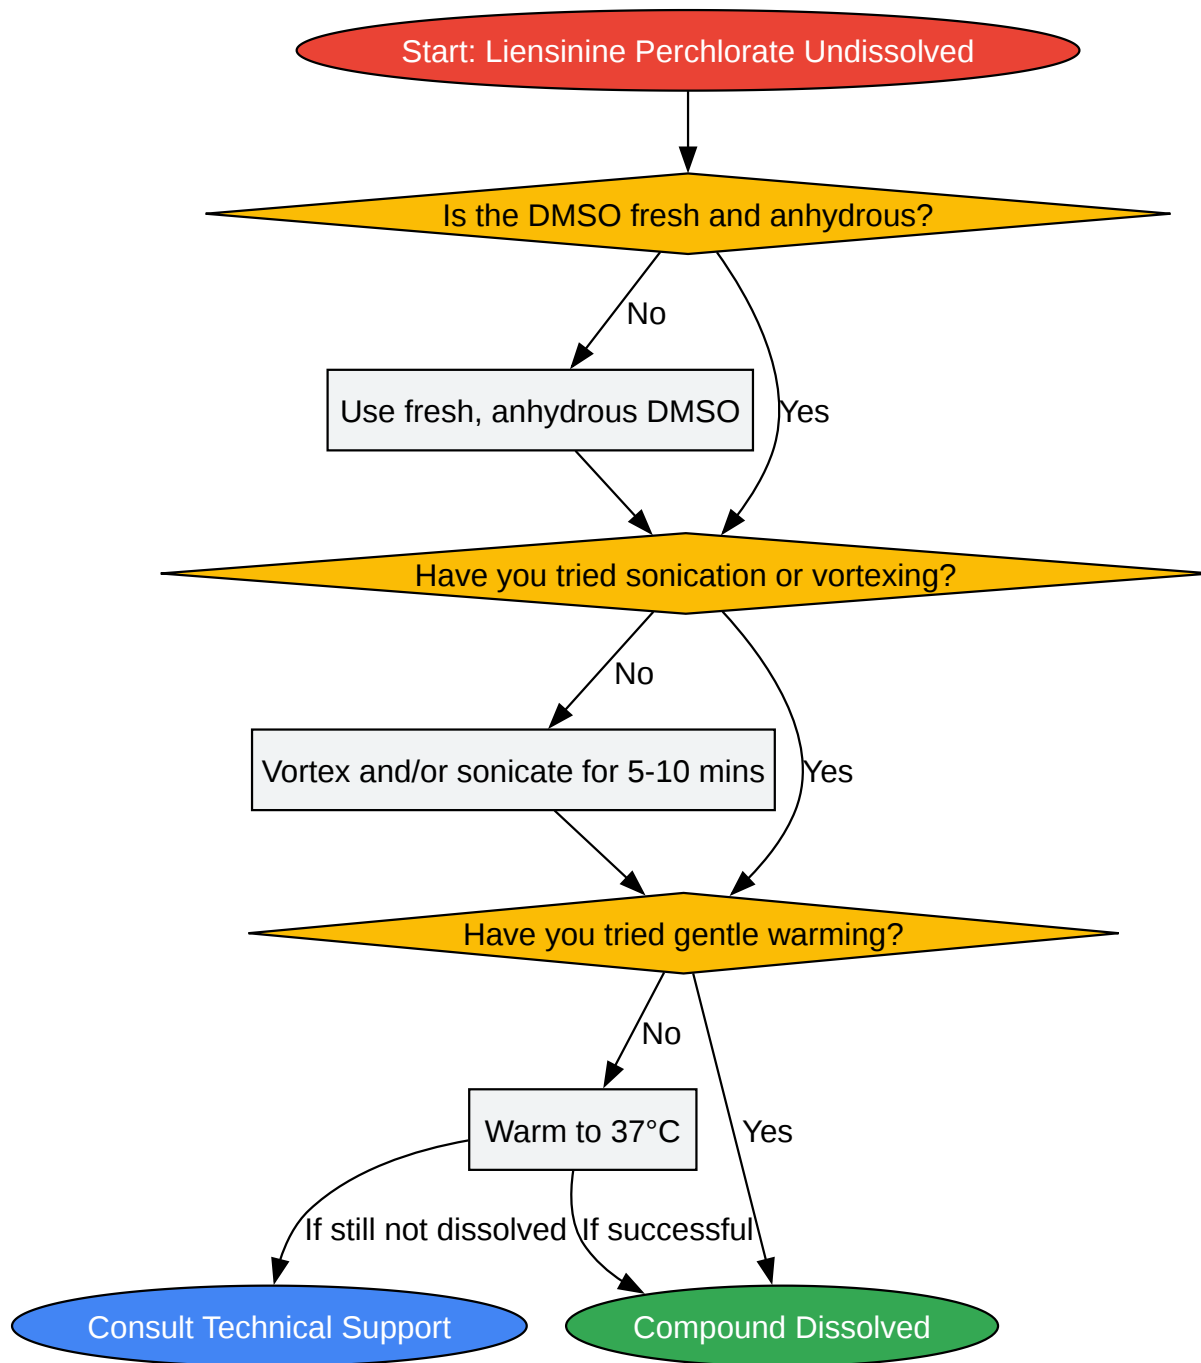 Start: Liensinine Perchlorate Undissolved
Is the DMSO fresh and anhydrous?
No
Use fresh, anhydrous DMSO
Yes
Have you tried sonication or vortexing?
No
Vortex and/or sonicate for 5-10 mins
Yes
Have you tried gentle warming?
No
Warm to 37°C
Yes
If still not dissolved
If successful
Consult Technical Support
Compound Dissolved